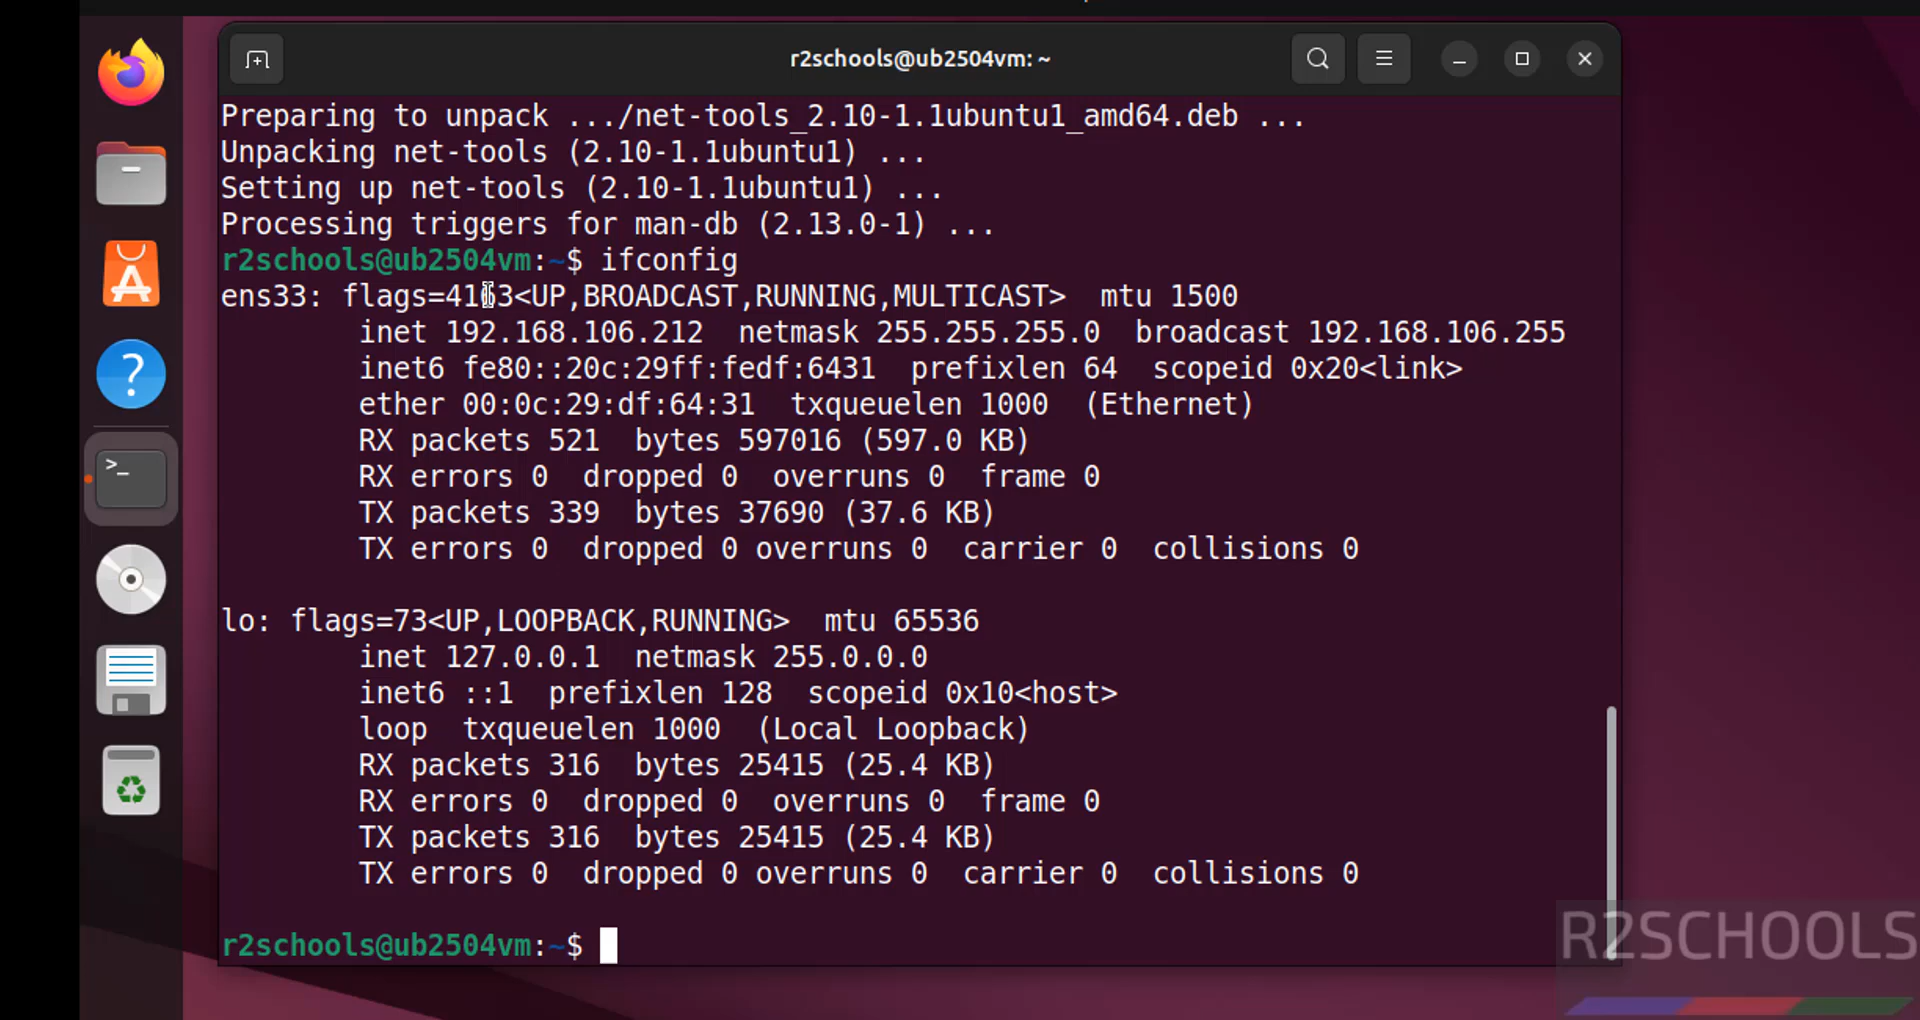 r2schools@ub2504vm: ~
Preparing to unpack .../net-tools_2.10-1.1ubuntu1_amd64.deb ...
Unpacking net-tools (2.10-1.1ubuntu1) ...
Setting up net-tools (2.10-1.1ubuntu1) ...
Processing triggers for man-db (2.13.0-1) ...
r2schools@ub2504vm:~$ ifconfig
ens33: flags=4163<UP,BROADCAST,RUNNING,MULTICAST>  mtu 1500
        inet 192.168.106.212  netmask 255.255.255.0  broadcast 192.168.106.255
        inet6 fe80::20c:29ff:fedf:6431  prefixlen 64  scopeid 0x20<link>
        ether 00:0c:29:df:64:31  txqueuelen 1000  (Ethernet)
        RX packets 521  bytes 597016 (597.0 KB)
        RX errors 0  dropped 0  overruns 0  frame 0
        TX packets 339  bytes 37690 (37.6 KB)
        TX errors 0  dropped 0 overruns 0  carrier 0  collisions 0
lo: flags=73<UP,LOOPBACK,RUNNING>  mtu 65536
        inet 127.0.0.1  netmask 255.0.0.0
        inet6 ::1  prefixlen 128  scopeid 0x10<host>
        loop  txqueuelen 1000  (Local Loopback)
        RX packets 316  bytes 25415 (25.4 KB)
        RX errors 0  dropped 0  overruns 0  frame 0
        TX packets 316  bytes 25415 (25.4 KB)
        TX errors 0  dropped 0 overruns 0  carrier 0  collisions 0
r2schools@ub2504vm:~$
R2SCHOOLS